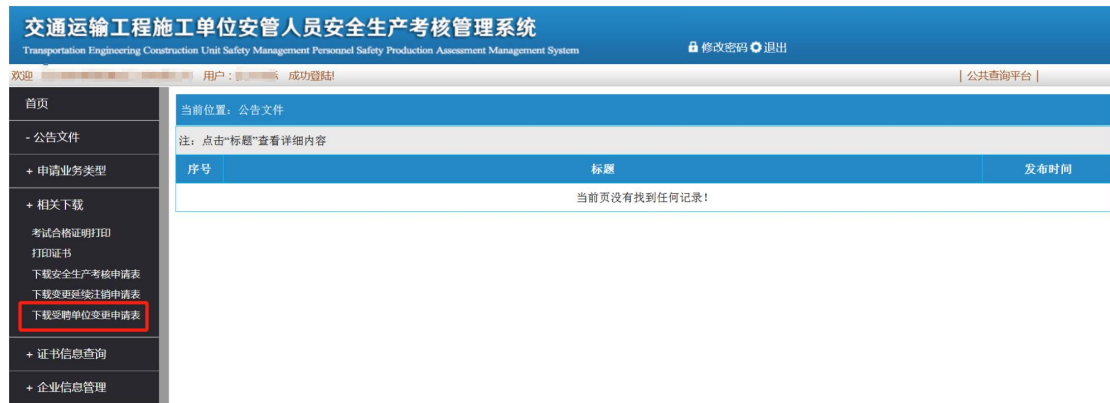 交通运输工程施工单位安管人员安全生产考核管理系统
Transportation Engineering Construction Unit Safety Management Personnel Safety Production Assessment Management System
修改密码 退出
欢迎 用户： 成功登陆!
| 公共查询平台 |
首页
- 公告文件
+ 申请业务类型
+ 相关下载
考试合格证明打印
打印证书
下载安全生产考核申请表
下载变更延续注销申请表
下载受聘单位变更申请表
+ 证书信息查询
+ 企业信息管理
当前位置：公告文件
注：点击“标题”查看详细内容
序号 标题 发布时间
当前页没有找到任何记录！